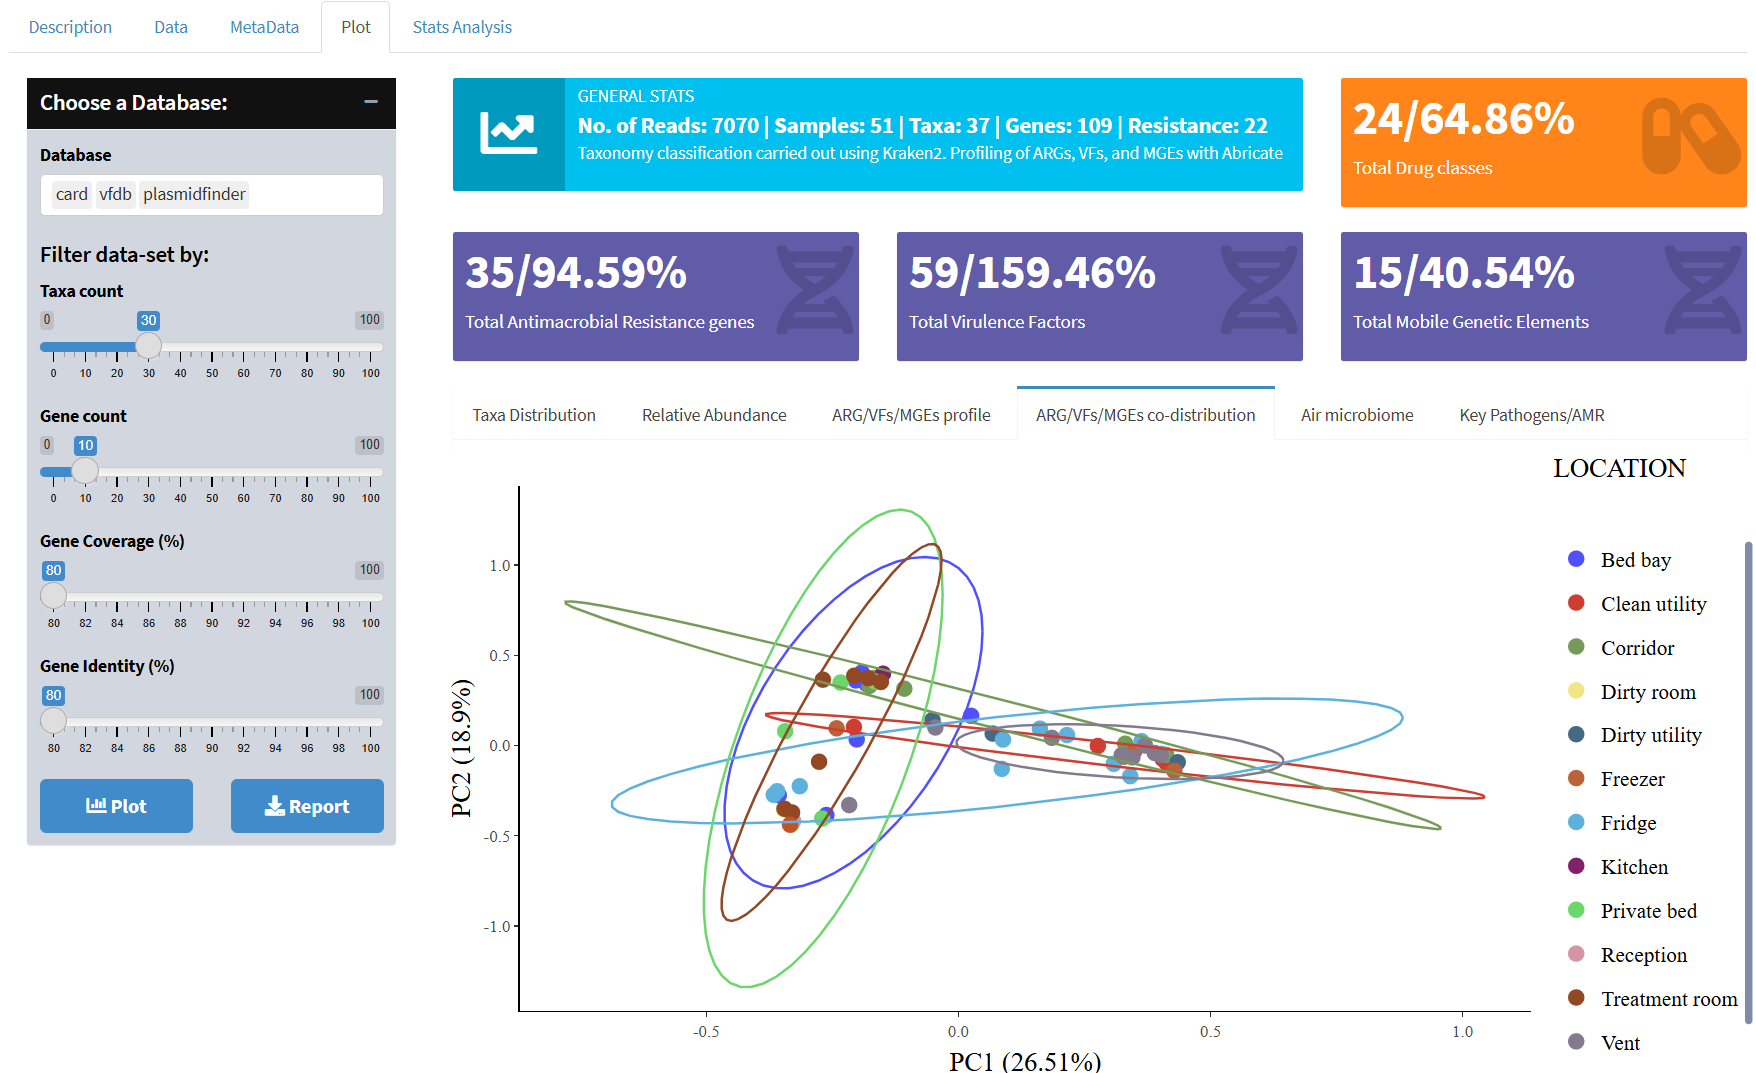 Description Data MetaData Plot Stats Analysis
Choose a Database:
Database
card vfdb plasmidfinder
Filter data-set by:
Taxa count
0 30 100
0 10 20 30 40 50 60 70 80 90 100
Gene count
0 10 100
0 10 20 30 40 50 60 70 80 90 100
Gene Coverage (%)
80 100
80 82 84 86 88 90 92 94 96 98 100
Gene Identity (%)
80 100
80 82 84 86 88 90 92 94 96 98 100
Plot Report
GENERAL STATS
No. of Reads: 7070 | Samples: 51 | Taxa: 37 | Genes: 109 | Resistance: 22
Taxonomy classification carried out using Kraken2. Profiling of ARGs, VFs, and MGEs with Abricate
24/64.86%
Total Drug classes
35/94.59%
Total Antimacrobial Resistance genes
59/159.46%
Total Virulence Factors
15/40.54%
Total Mobile Genetic Elements
Taxa Distribution Relative Abundance ARG/VFs/MGEs profile ARG/VFs/MGEs co-distribution Air microbiome Key Pathogens/AMR
PC2 (18.9%)
1.0
0.5
0.0
-0.5
-1.0
-0.5 0.0 0.5 1.0
PC1 (26.51%)
LOCATION
Bed bay
Clean utility
Corridor
Dirty room
Dirty utility
Freezer
Fridge
Kitchen
Private bed
Reception
Treatment room
Vent